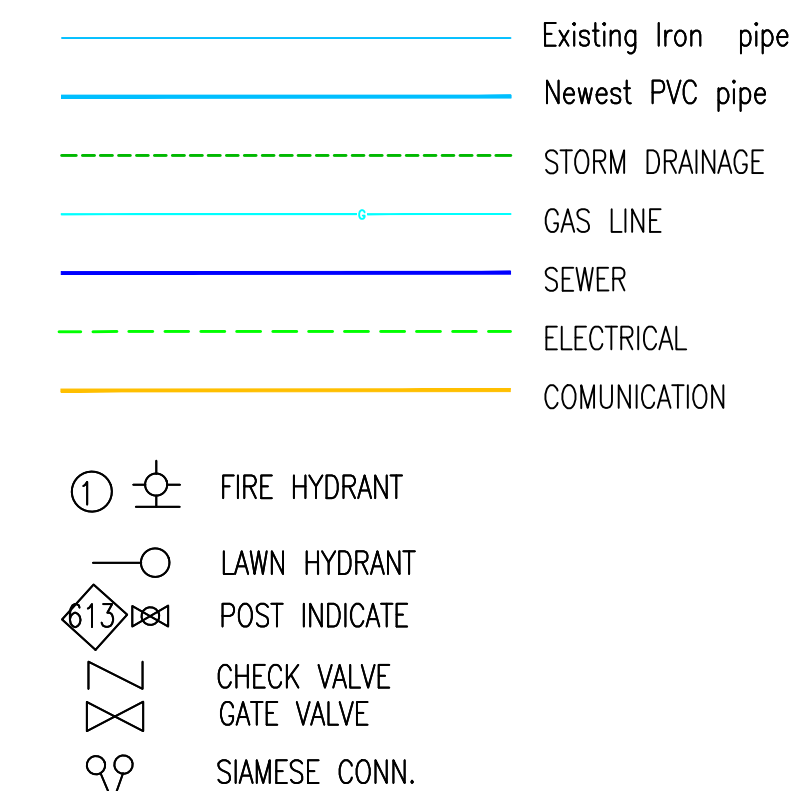 Existing Iron pipe
Newest PVC pipe
STORM DRAINAGE
G GAS LINE
SEWER
ELECTRICAL
COMUNICATION
1 FIRE HYDRANT
LAWN HYDRANT
613 POST INDICATE
CHECK VALVE
GATE VALVE
SIAMESE CONN.